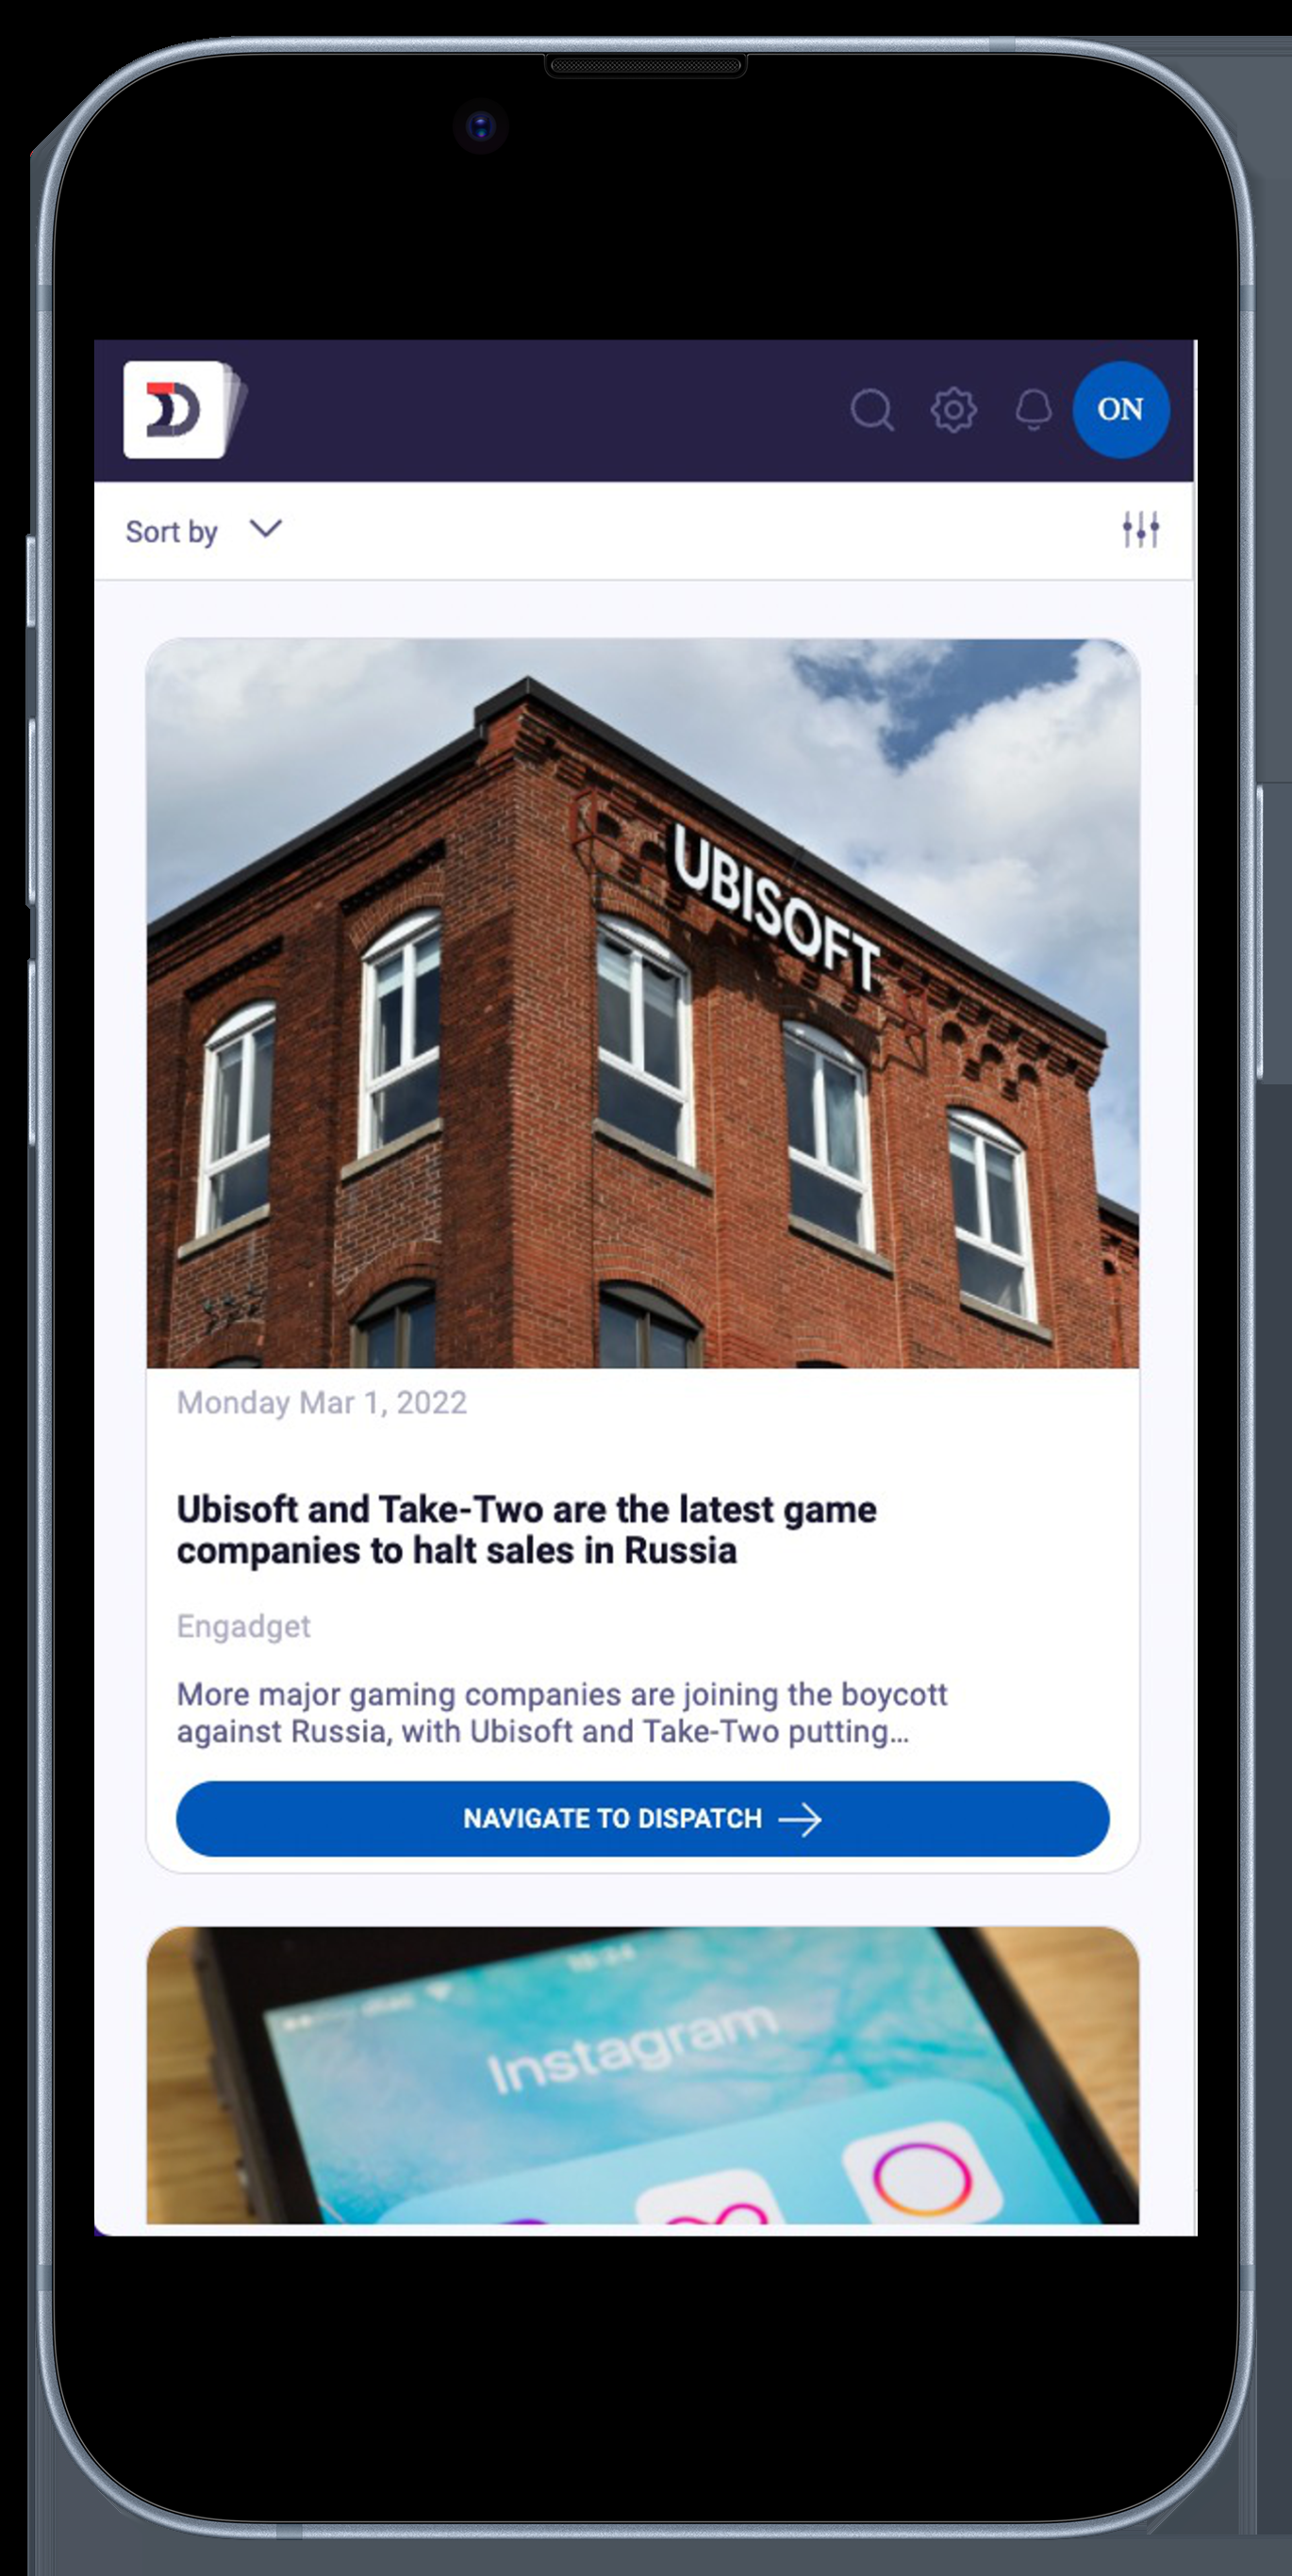 ON
Sort by
UBISOFT
Monday Mar 1, 2022
Ubisoft and Take-Two are the latest game
companies to halt sales in Russia
Engadget
More major gaming companies are joining the boycott
against Russia, with Ubisoft and Take-Two putting...
NAVIGATE TO DISPATCH
Instagram